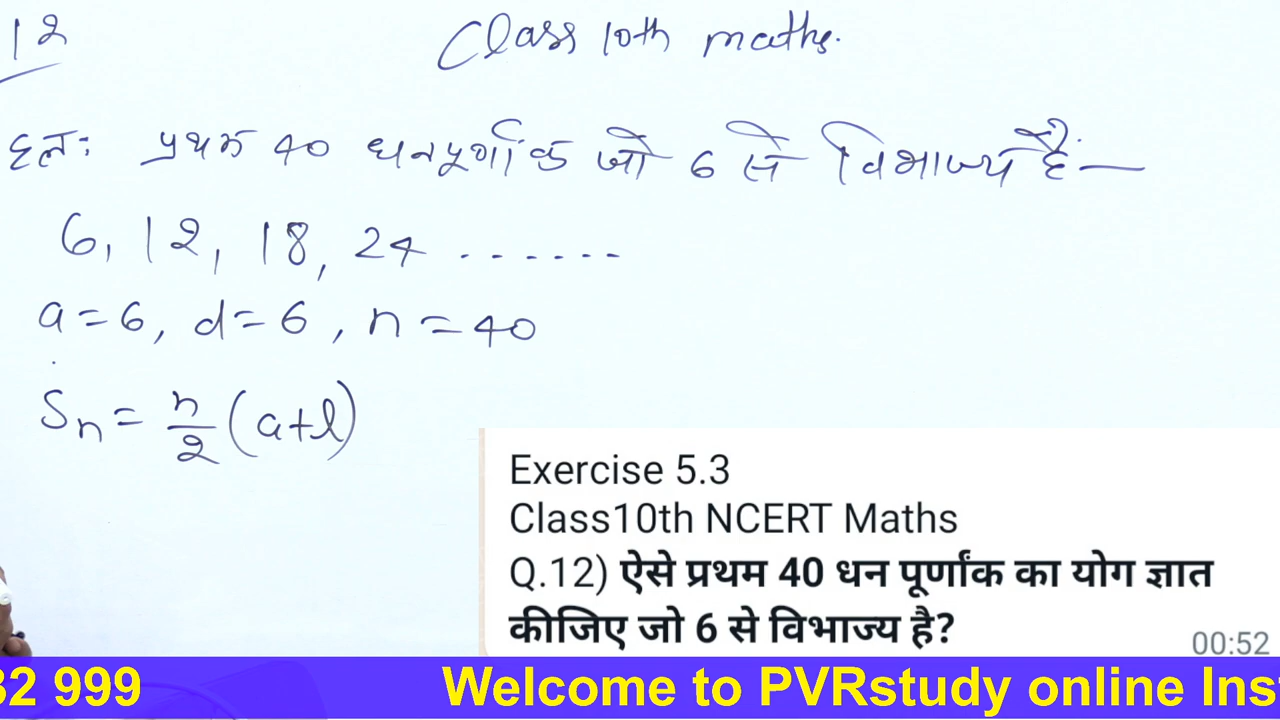 12
Class 10th maths.
हलः प्रथम 40 धनपूर्णांक जो 6 से विभाज्य है.—
6, 12, 18, 24 ......
a=6, d=6, n=40
Sn = n/2 (a+l)
Exercise 5.3
Class10th NCERT Maths
Q.12) ऐसे प्रथम 40 धन पूर्णांक का योग ज्ञात
कीजिए जो 6 से विभाज्य है?
00:52
32 999 Welcome to PVRstudy online Ins